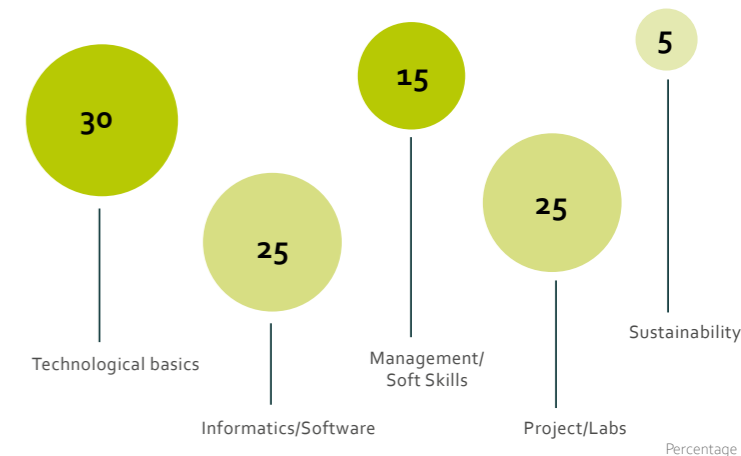 30
Technological basics
25
Informatics/Software
15
Management/
Soft Skills
25
Project/Labs
5
Sustainability
Percentage